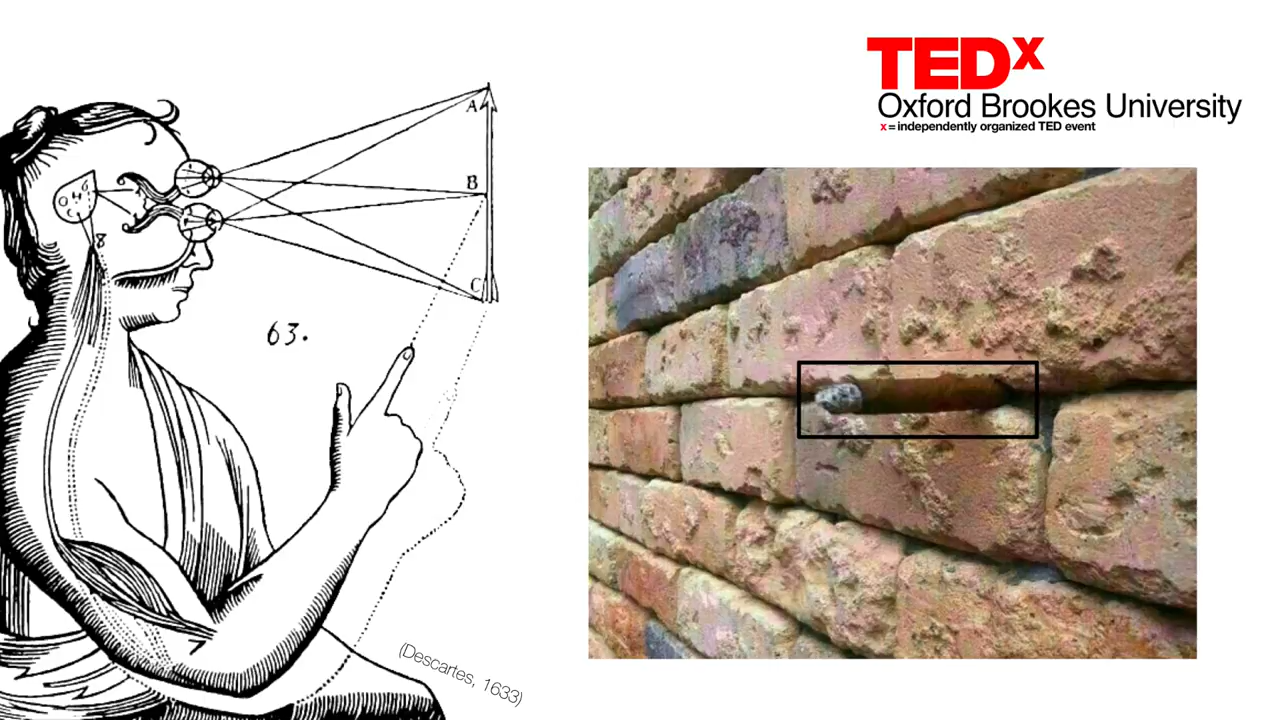 TEDx
Oxford Brookes University
x = independently organized TED event
A
B
C
63.
(Descartes, 1633)